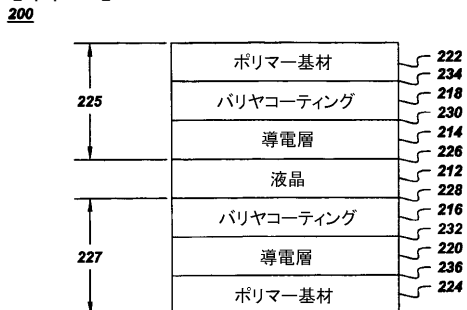 200
ポリマー基材 222
234
225 バリヤコーティング 218
230
導電層 214
226
液晶 212
228
バリヤコーティング 216
232
227 導電層 220
236
ポリマー基材 224